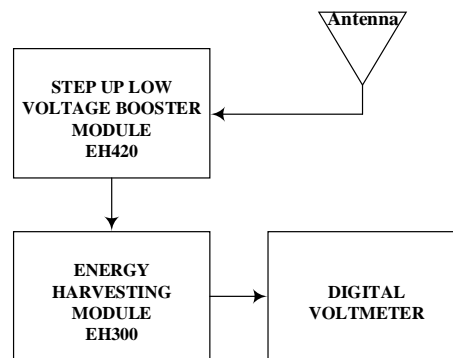 Antenna
STEP UP LOW
VOLTAGE BOOSTER
MODULE
EH420
ENERGY
HARVESTING
MODULE
EH300
DIGITAL
VOLTMETER